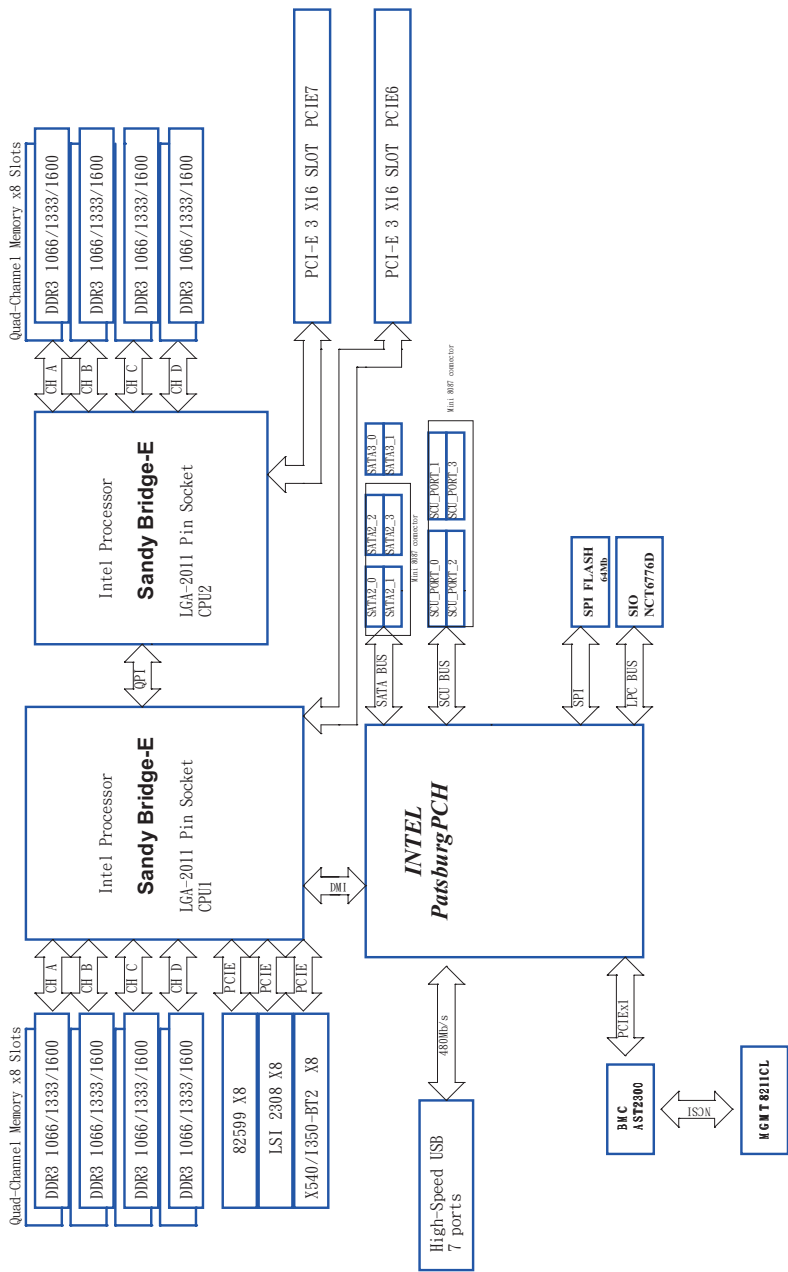 Quad-Channel Memory x8 Slots
DDR3 1066/1333/1600
DDR3 1066/1333/1600
DDR3 1066/1333/1600
DDR3 1066/1333/1600
CH A
CH B
CH C
CH D
82599 X8
LSI 2308 X8
X540/I350-BT2 X8
PCIE
PCIE
PCIE
Intel Processor
Sandy Bridge-E
LGA-2011 Pin Socket
CPU1
QPI
Intel Processor
Sandy Bridge-E
LGA-2011 Pin Socket
CPU2
CH A
CH B
CH C
CH D
Quad-Channel Memory x8 Slots
DDR3 1066/1333/1600
DDR3 1066/1333/1600
DDR3 1066/1333/1600
DDR3 1066/1333/1600
PCI-E 3 X16 SLOT PCIE7
PCI-E 3 X16 SLOT PCIE6
DMI
INTEL
PatsburgPCH
SATA BUS
SATA2_0
SATA2_1
SATA2_2
SATA2_3
SATA3_0
SATA3_1
Mini 8087 connector
SCU BUS
SCU_PORT_0
SCU_PORT_2
SCU_PORT_1
SCU_PORT_3
Mini 8087 connector
SPI
SPI FLASH
64Mb
LPC BUS
SIO
NCT6776D
High-Speed USB
7 ports
480Mb/s
PCIEx1
BMC
AST2300
NCSI
MGMT 8211CL